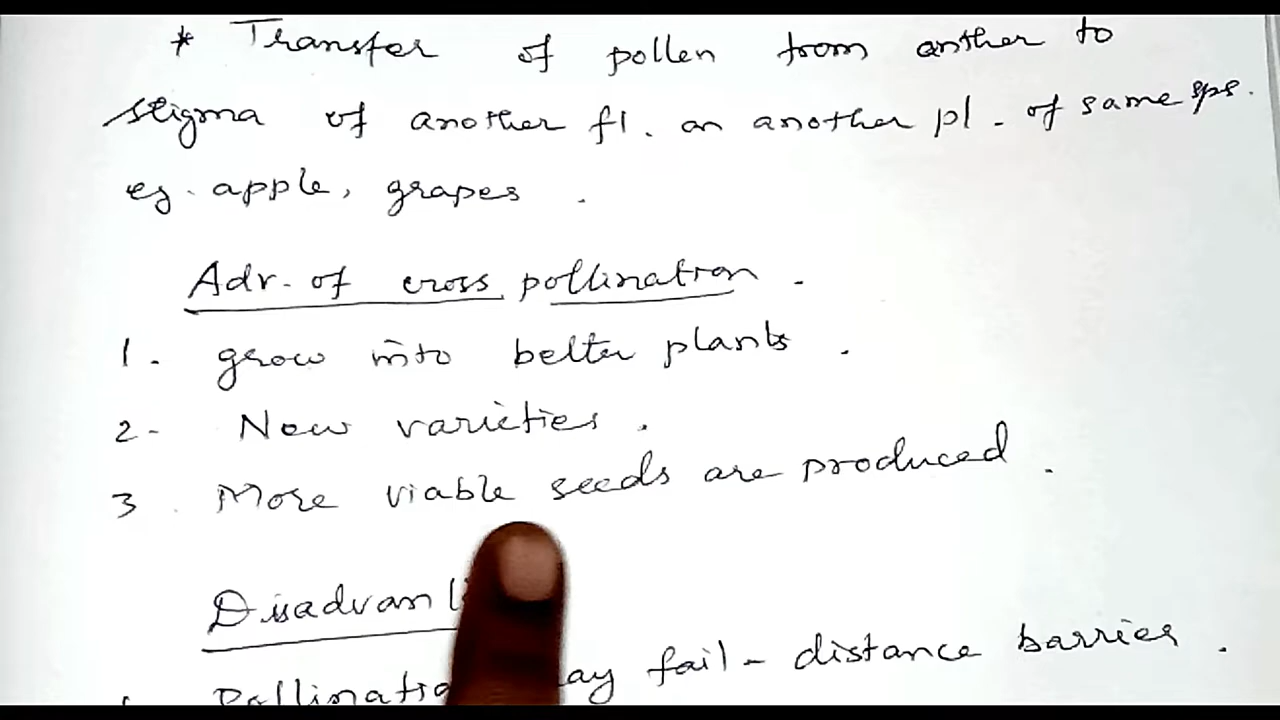 * Transfer of pollen from anther to
stigma of another fl. on another pl. of same sps.
eg. apple, grapes.
Adv. of cross pollination.
1. grow into better plants.
2- New varieties.
3. More viable seeds are produced.
fail - distance barrier.